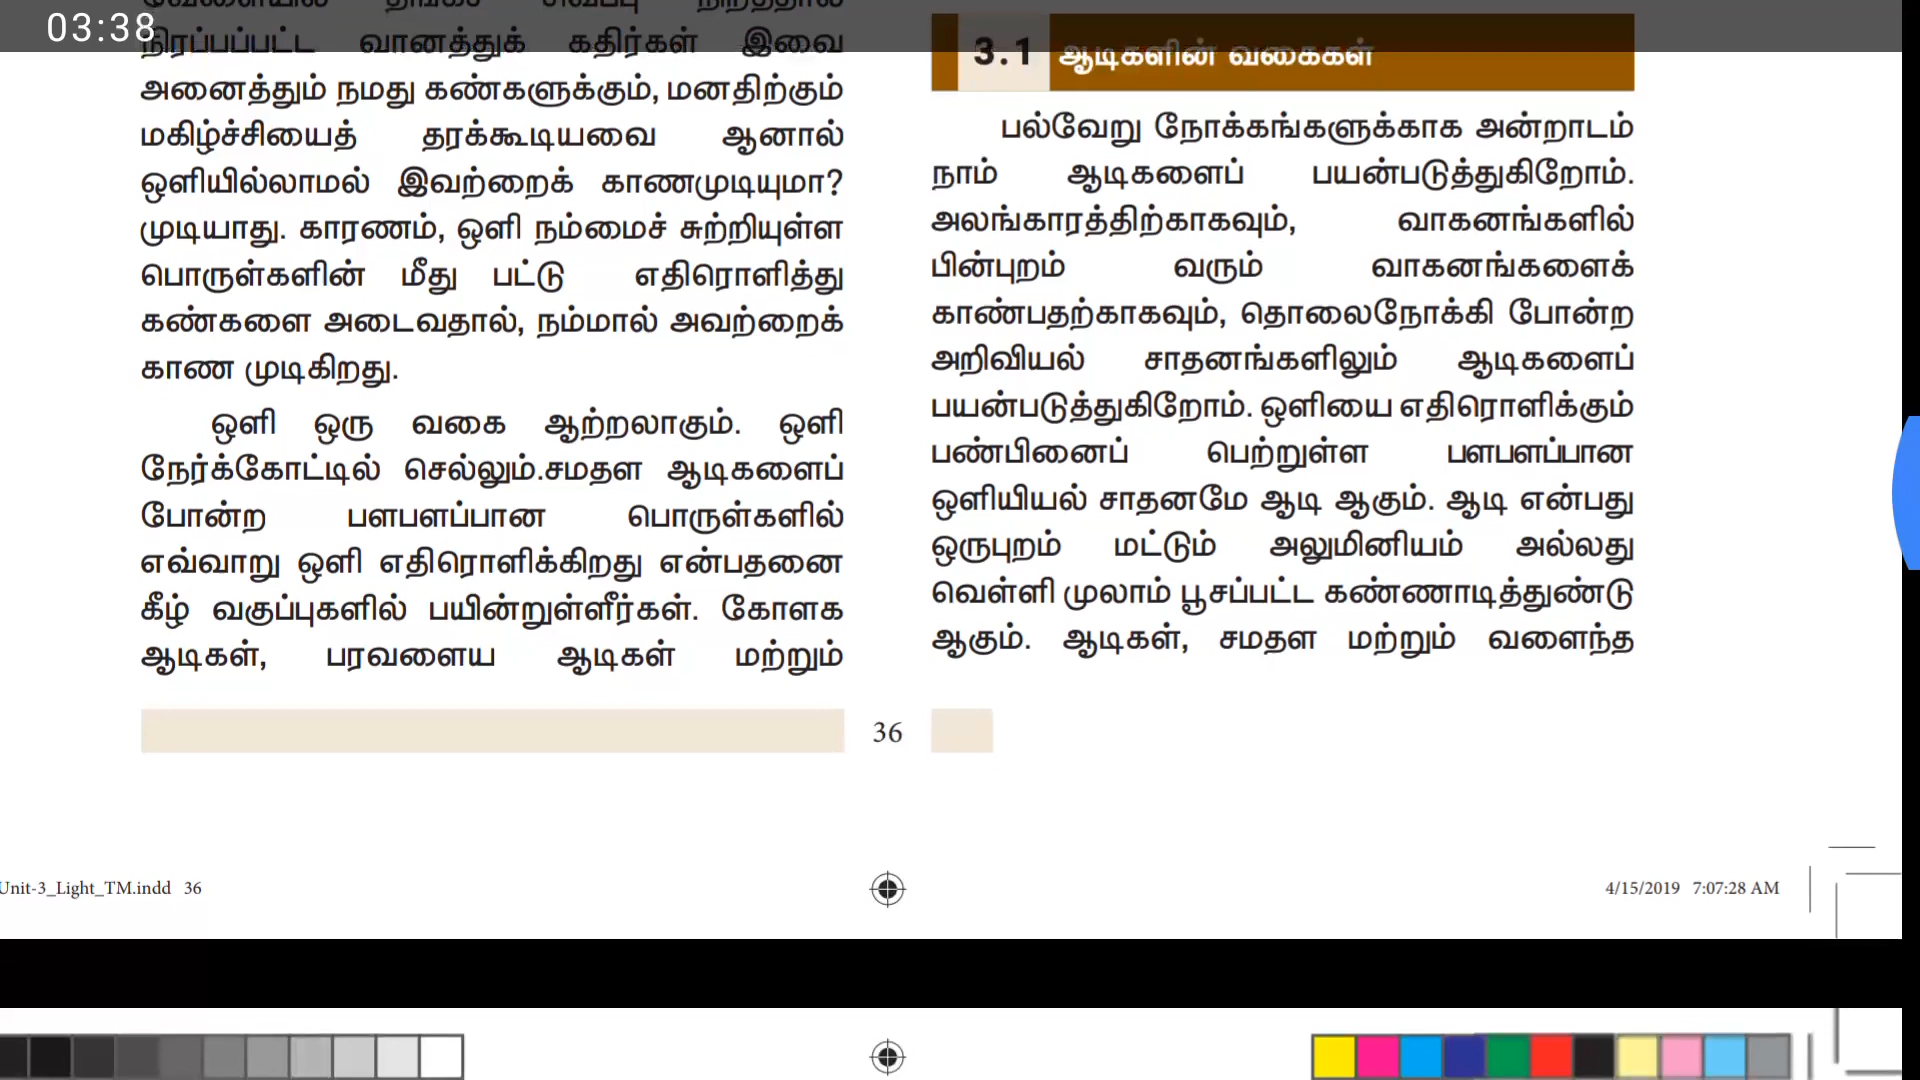 03:38
நிரப்பப்பட்ட வானத்துக் கதிர்கள் இவை
அனைத்தும் நமது கண்களுக்கும், மனதிற்கும்
மகிழ்ச்சியைத் தரக்கூடியவை ஆனால்
ஒளியில்லாமல் இவற்றைக் காணமுடியுமா?
முடியாது. காரணம், ஒளி நம்மைச் சுற்றியுள்ள
பொருள்களின் மீது பட்டு எதிரொளித்து
கண்களை அடைவதால், நம்மால் அவற்றைக்
காண முடிகிறது.
ஒளி ஒரு வகை ஆற்றலாகும். ஒளி
நேர்க்கோட்டில் செல்லும்.சமதள ஆடிகளைப்
போன்ற பளபளப்பான பொருள்களில்
எவ்வாறு ஒளி எதிரொளிக்கிறது என்பதனை
கீழ் வகுப்புகளில் பயின்றுள்ளீர்கள். கோளக
ஆடிகள், பரவளைய ஆடிகள் மற்றும்
3.1 ஆடிகளின் வகைகள்
பல்வேறு நோக்கங்களுக்காக அன்றாடம்
நாம் ஆடிகளைப் பயன்படுத்துகிறோம்.
அலங்காரத்திற்காகவும், வாகனங்களில்
பின்புறம் வரும் வாகனங்களைக்
காண்பதற்காகவும், தொலைநோக்கி போன்ற
அறிவியல் சாதனங்களிலும் ஆடிகளைப்
பயன்படுத்துகிறோம். ஒளியை எதிரொளிக்கும்
பண்பினைப் பெற்றுள்ள பளபளப்பான
ஒளியியல் சாதனமே ஆடி ஆகும். ஆடி என்பது
ஒருபுறம் மட்டும் அலுமினியம் அல்லது
வெள்ளி முலாம் பூசப்பட்ட கண்ணாடித்துண்டு
ஆகும். ஆடிகள், சமதள மற்றும் வளைந்த
36
Unit-3_Light_TM.indd 36
4/15/2019 7:07:28 AM